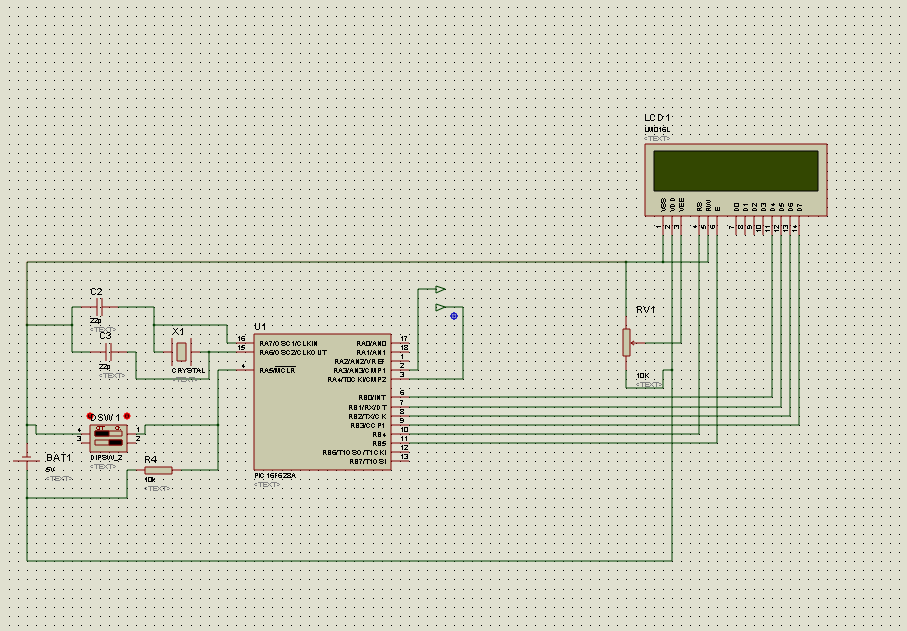 LCD1
LM016L
<TEXT>
VSS
VDD
VEE
RS
RW
E
D0
D1
D2
D3
D4
D5
D6
D7
1
2
3
4
5
6
7
8
9
10
11
12
13
14
C2
22p
<TEXT>
C3
22p
<TEXT>
X1
CRYSTAL
<TEXT>
U1
16 RA7/OSC1/CLKIN
15 RA6/OSC2/CLKOUT
4 RA5/MCLR
RA0/AN0 17
RA1/AN1 18
RA2/AN2/VREF 1
RA3/AN3/CMP1 2
RA4/T0CKI/CMP2 3
RB0/INT 6
RB1/RX/DT 7
RB2/TX/CK 8
RB3/CCP1 9
RB4 10
RB5 11
RB6/T1OSO/T1CKI 12
RB7/T1OSI 13
PIC16F628A
<TEXT>
RV1
10K
<TEXT>
DSW1
4
3
1
2
DIPSW_2
<TEXT>
BAT1
5V
<TEXT>
R4
10k
<TEXT>